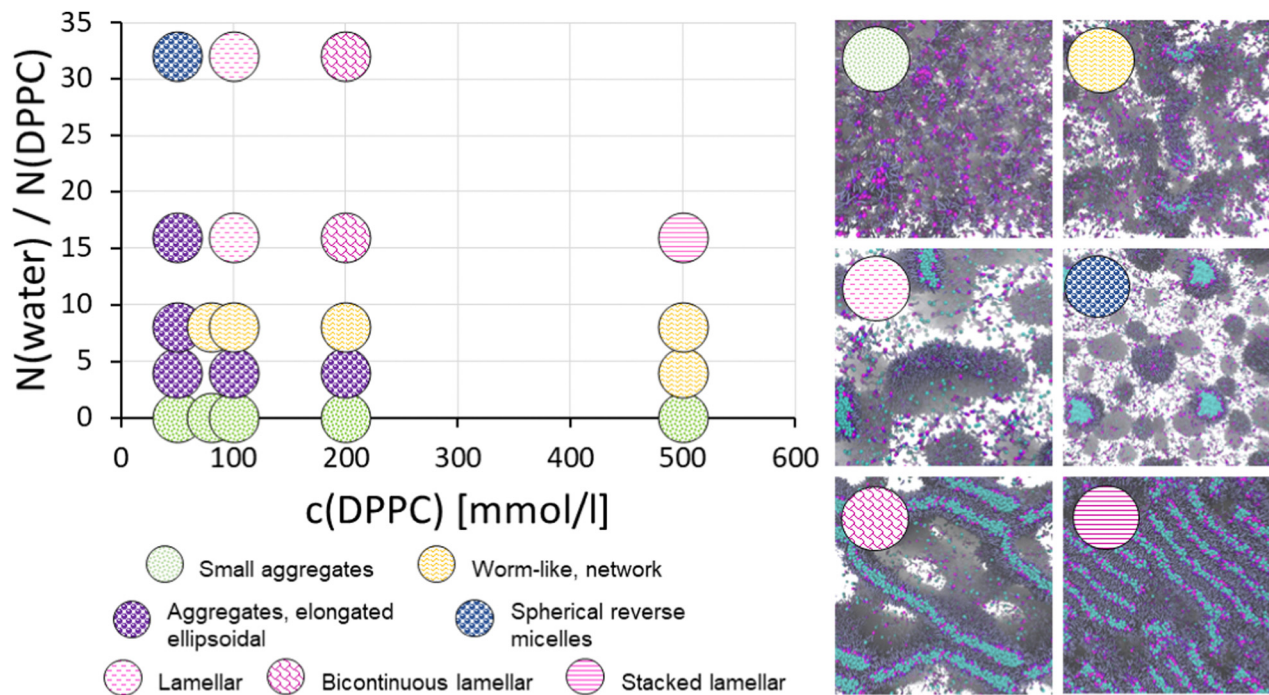 N(water) / N(DPPC)
35
30
25
20
15
10
5
0
0 100 200 300 400 500 600
c(DPPC) [mmol/l]
Small aggregates
Worm-like, network
Aggregates, elongated
ellipsoidal
Spherical reverse
micelles
Lamellar
Bicontinuous lamellar
Stacked lamellar